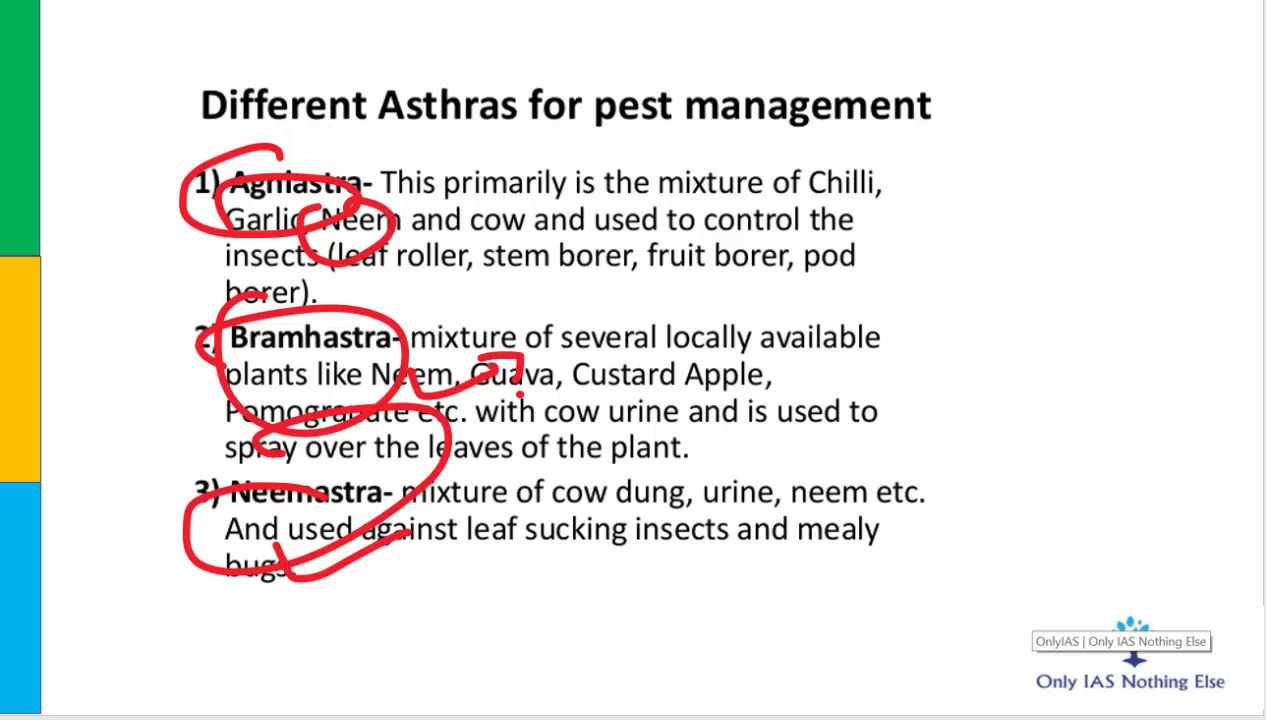 Different Asthras for pest management
1) Agniastra- This primarily is the mixture of Chilli,
Garlic, Neem and cow and used to control the
insects (leaf roller, stem borer, fruit borer, pod
borer).
2) Bramhastra- mixture of several locally available
plants like Neem, Guava, Custard Apple,
Pomogranate etc. with cow urine and is used to
spray over the leaves of the plant.
3) Neemastra- mixture of cow dung, urine, neem etc.
And used against leaf sucking insects and mealy
bugs.
OnlyIAS | Only IAS Nothing Else
Only IAS Nothing Else